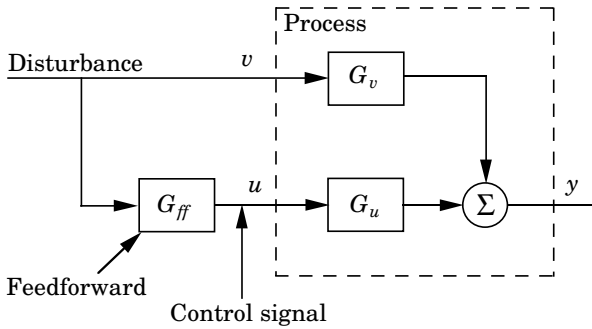 Process
Disturbance
v
G_v
G_ff
u
G_u
Σ
y
Feedforward
Control signal